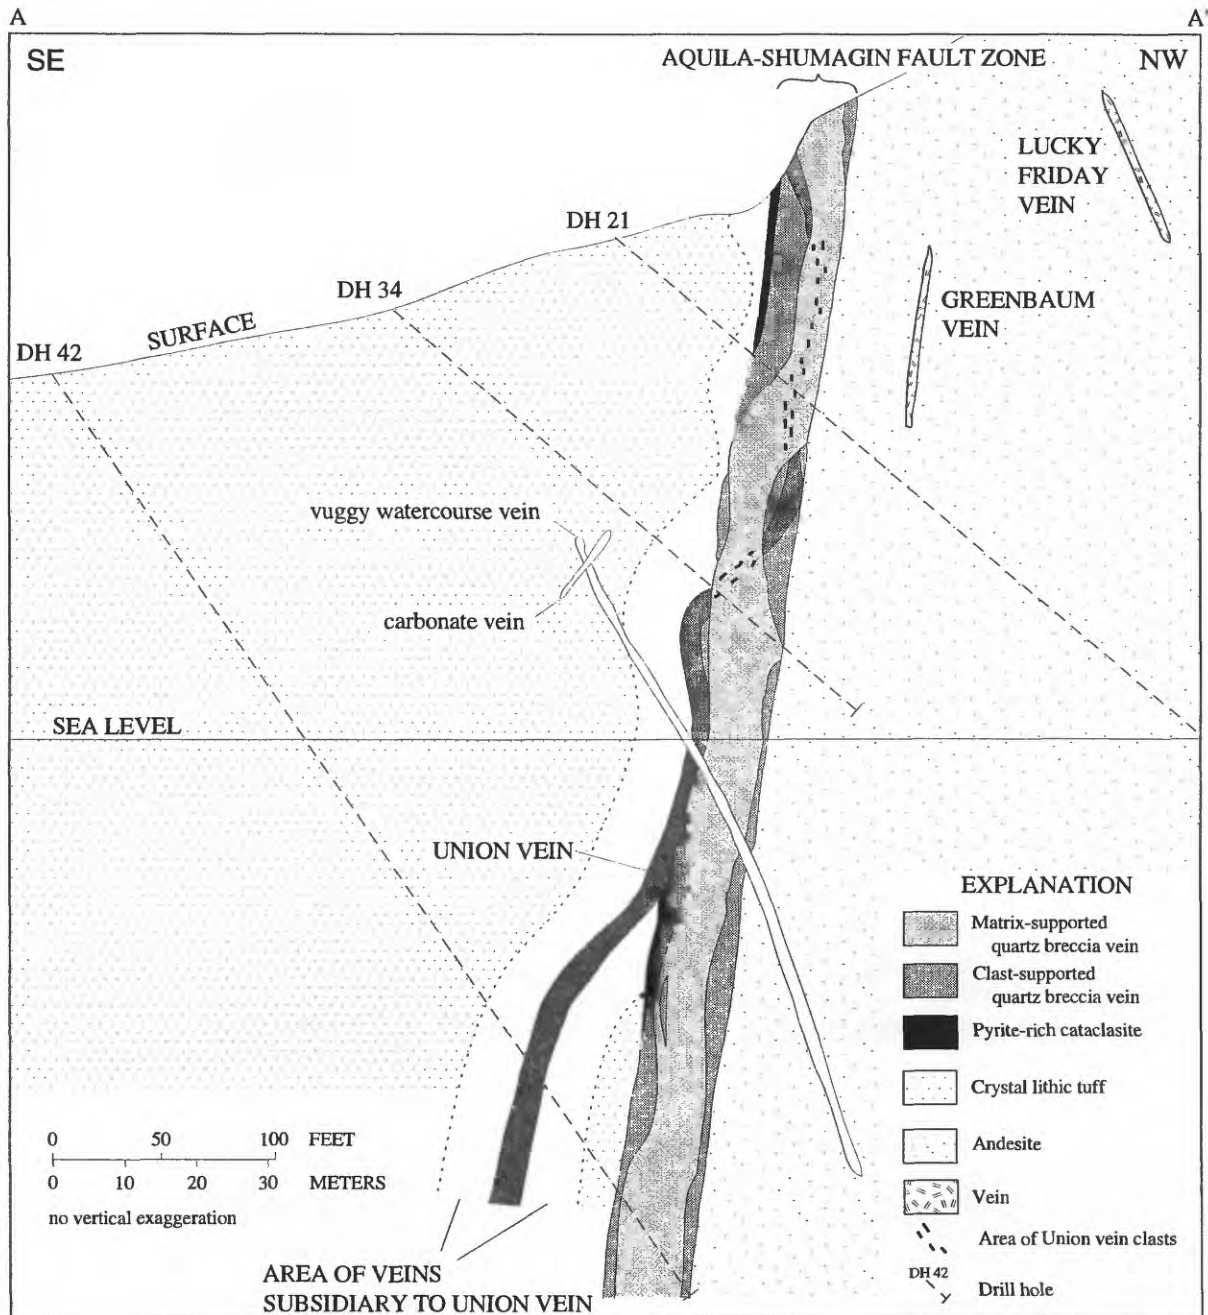 A
A'
SE
AQUILA-SHUMAGIN FAULT ZONE
NW
LUCKY
FRIDAY
VEIN
DH 21
DH 34
GREENBAUM
VEIN
SURFACE
DH 42
vuggy watercourse vein
carbonate vein
SEA LEVEL
UNION VEIN
EXPLANATION
Matrix-supported
quartz breccia vein
Clast-supported
quartz breccia vein
Pyrite-rich cataclasite
Crystal lithic tuff
Andesite
Vein
Area of Union vein clasts
DH 42
Drill hole
0 50 100 FEET
0 10 20 30 METERS
no vertical exaggeration
AREA OF VEINS
SUBSIDIARY TO UNION VEIN